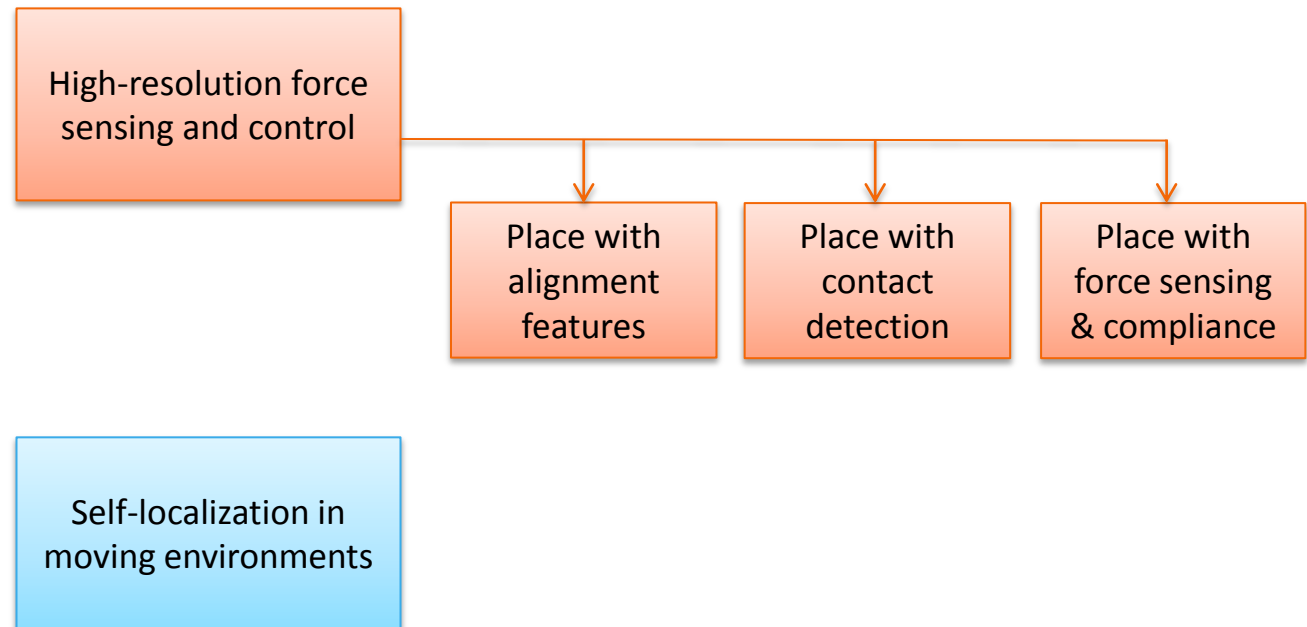 High-resolution force
sensing and control
Place with
alignment
features
Place with
contact
detection
Place with
force sensing
& compliance
Self-localization in
moving environments